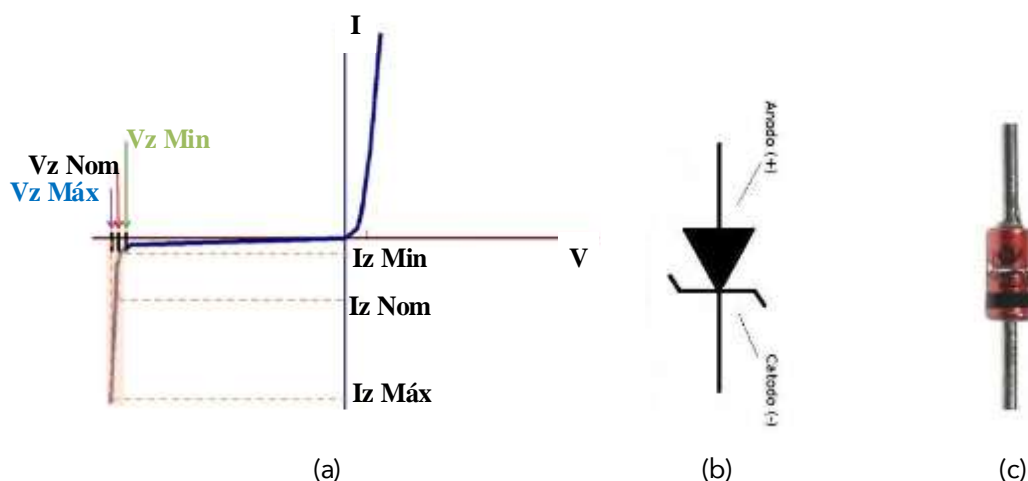 I
Vz Min
Vz Nom
Vz Máx
V
Iz Min
Iz Nom
Iz Máx
Anodo (+)
Catodo (-)
(a)
(b)
(c)